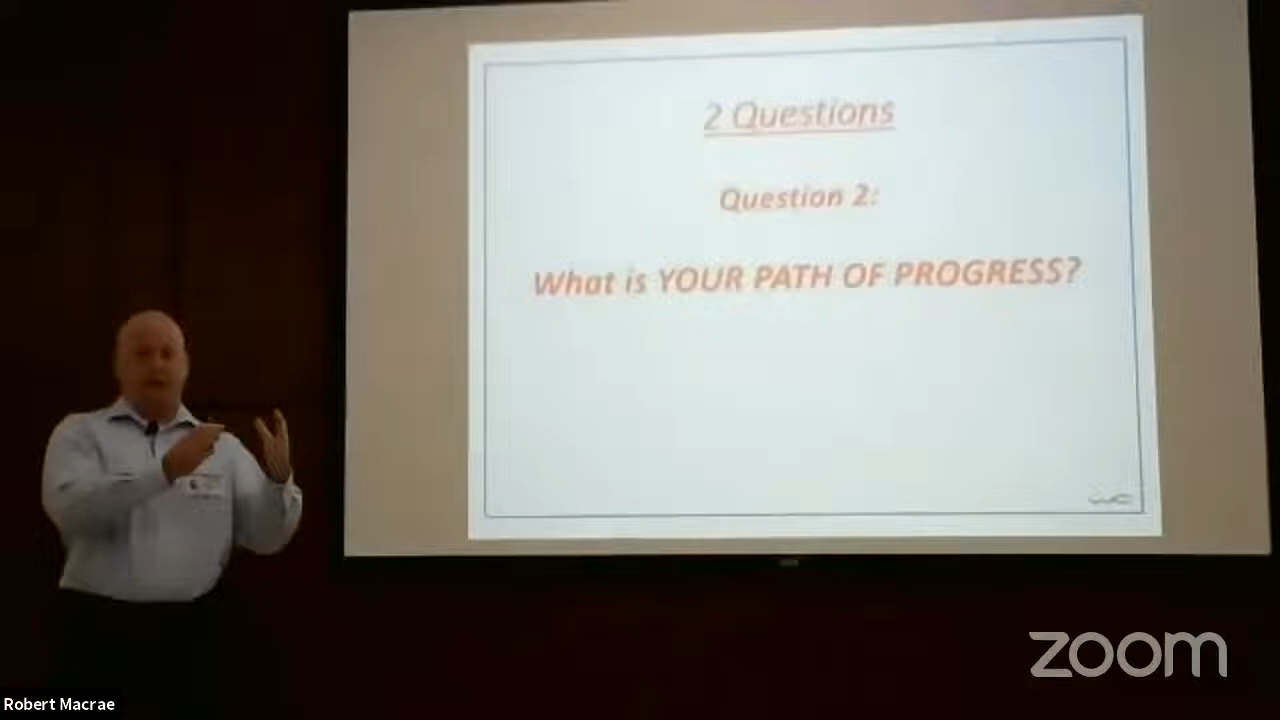 2 Questions
Question 2:
What is YOUR PATH OF PROGRESS?
zoom
Robert Macrae